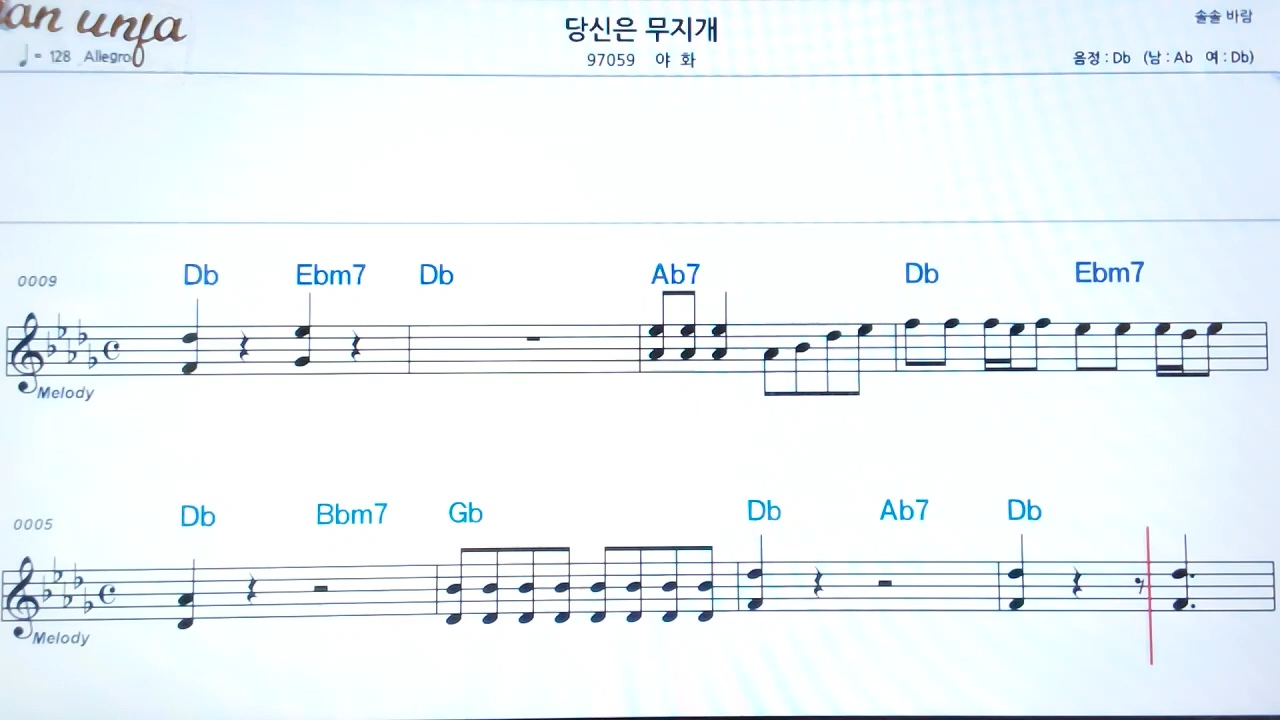 당신은 무지개
솔솔 바람
♩= 128 Allegro
97059 야 화
음정 : Db (남 : Ab 여 : Db)
Db Ebm7 Db Ab7 Db Ebm7
0009
Melody
Db Bbm7 Gb Db Ab7 Db
0005
Melody